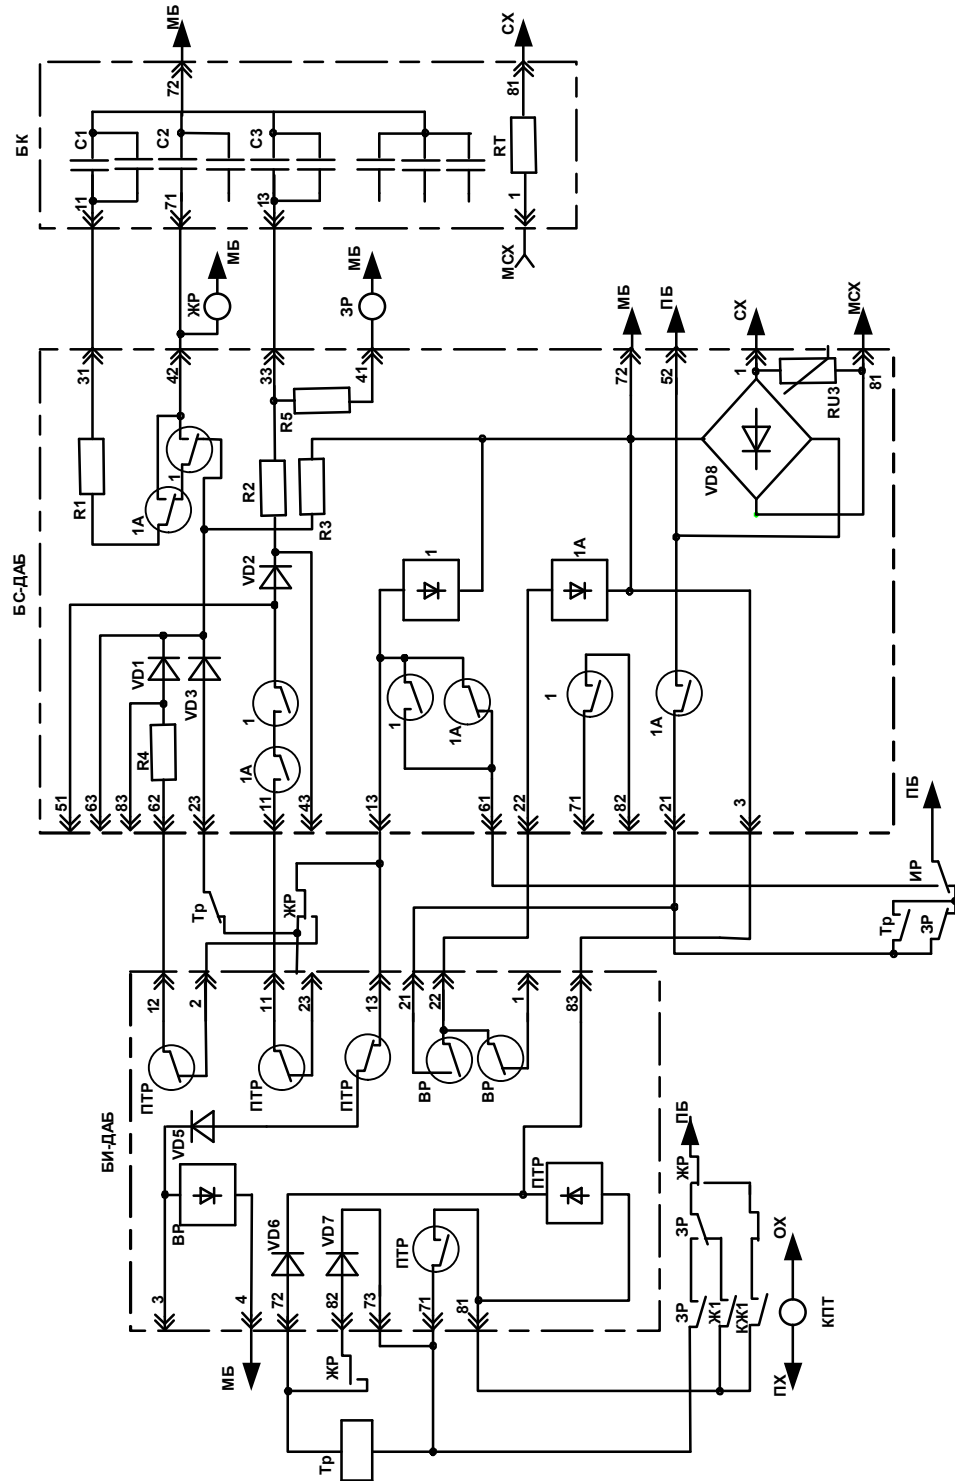 МБ
СХ
БК
72
81
С1
С2
С3
RT
11
71
13
1
МСХ
ЖР
МБ
ЗР
МБ
МБ
ПБ
СХ
МСХ
БС-ДАБ
31
42
33
41
72
52
1
81
R5
RU3
R1
1
1А
R2
R3
VD8
VD2
1
1А
VD1
VD3
R4
1
1А
1
1А
1
1А
51
63
83
62
23
11
43
13
61
22
71
82
21
3
ПБ
ИР
Тр
ЗР
Тр
ЖР
БИ-ДАБ
12
2
11
23
13
21
22
1
83
ПТР
ПТР
ПТР
ВР
ВР
VD5
ВР
VD6
VD7
ПТР
ПТР
3
4
72
82
73
71
81
МБ
ЖР
Тр
ПБ
ЖР
ЗР
ЗР
Ж1
КЖ1
ОХ
КПТ
ПХ